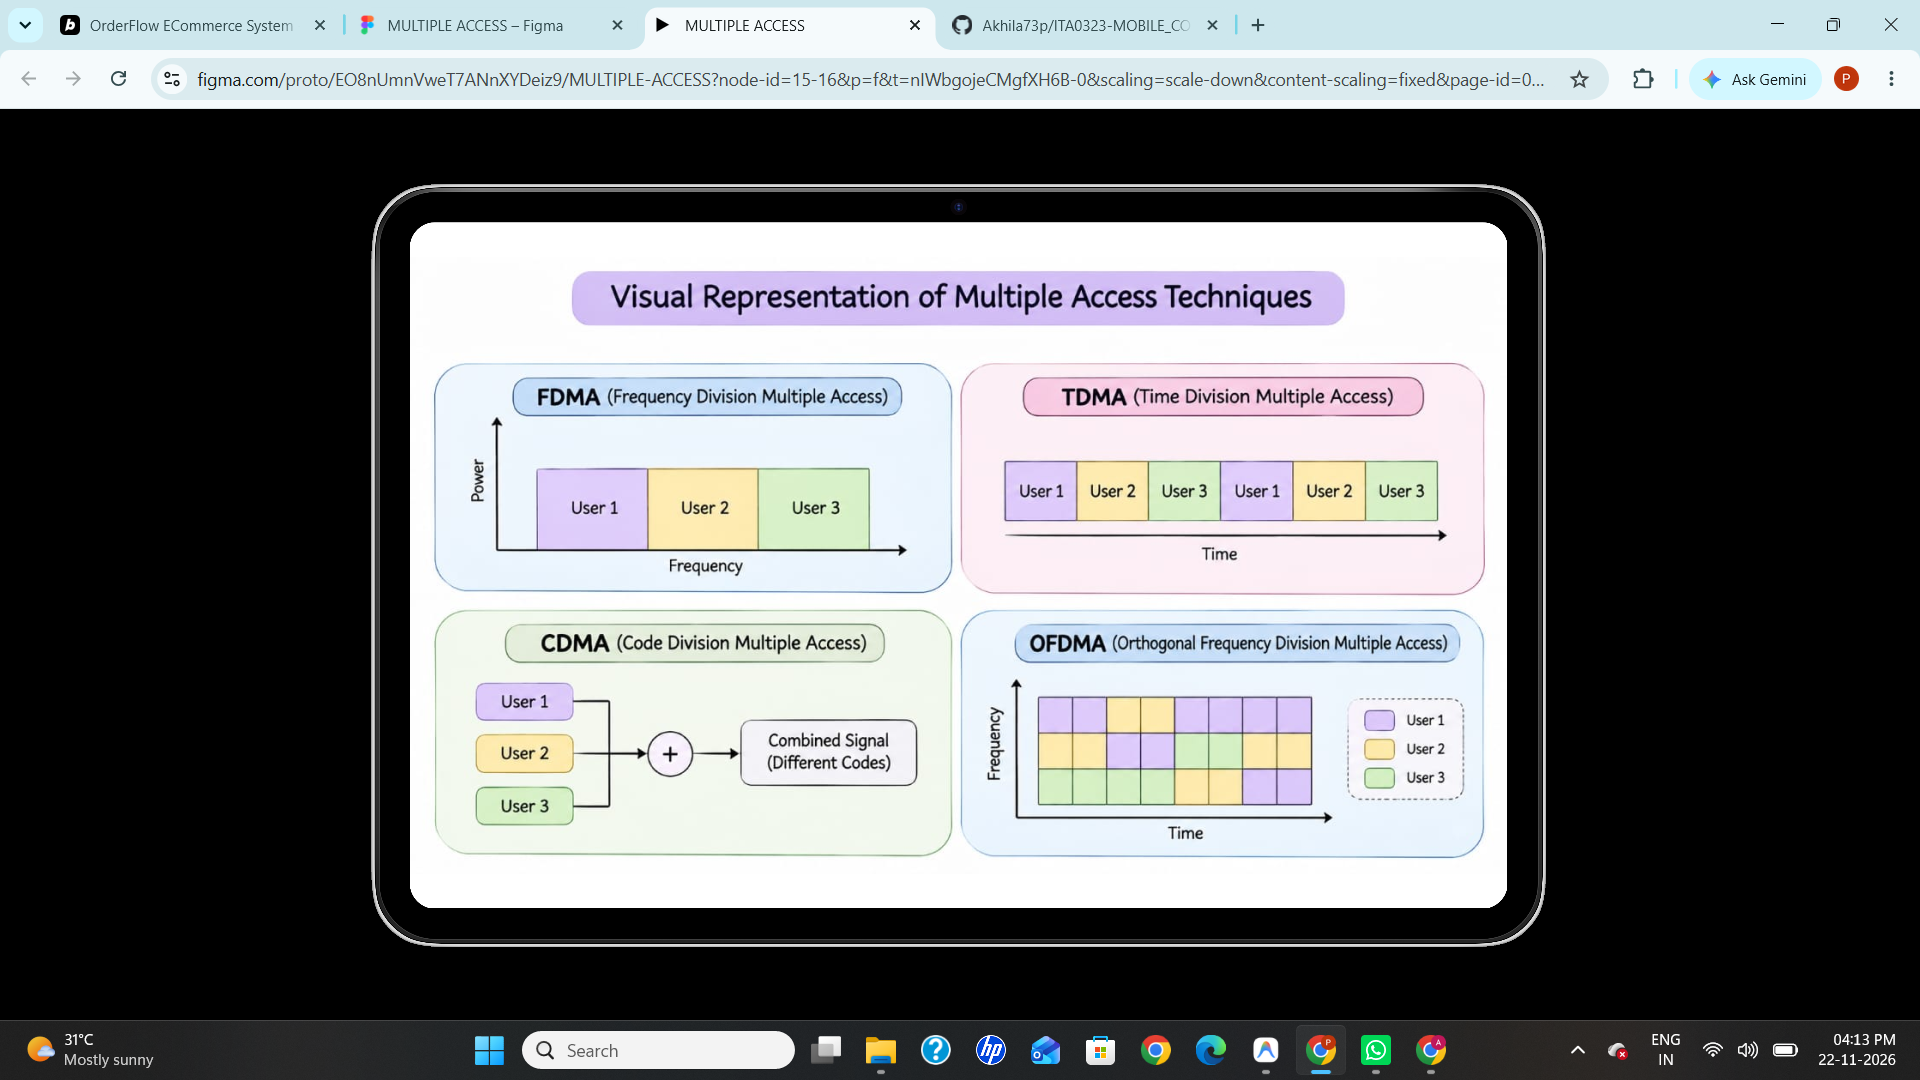 OrderFlow ECommerce System
MULTIPLE ACCESS – Figma
MULTIPLE ACCESS
Akhila73p/ITA0323-MOBILE_CO
figma.com/proto/EO8nUmnVweT7ANnXYDeiz9/MULTIPLE-ACCESS?node-id=15-16&p=f&t=nIWbgojeCMgfXH6B-0&scaling=scale-down&content-scaling=fixed&page-id=0...
Ask Gemini
P
Visual Representation of Multiple Access Techniques
FDMA (Frequency Division Multiple Access)
Power
User 1
User 2
User 3
Frequency
TDMA (Time Division Multiple Access)
User 1
User 2
User 3
User 1
User 2
User 3
Time
CDMA (Code Division Multiple Access)
User 1
User 2
User 3
+
Combined Signal
(Different Codes)
OFDMA (Orthogonal Frequency Division Multiple Access)
Frequency
Time
User 1
User 2
User 3
31°C
Mostly sunny
Search
ENG
IN
04:13 PM
22-11-2026